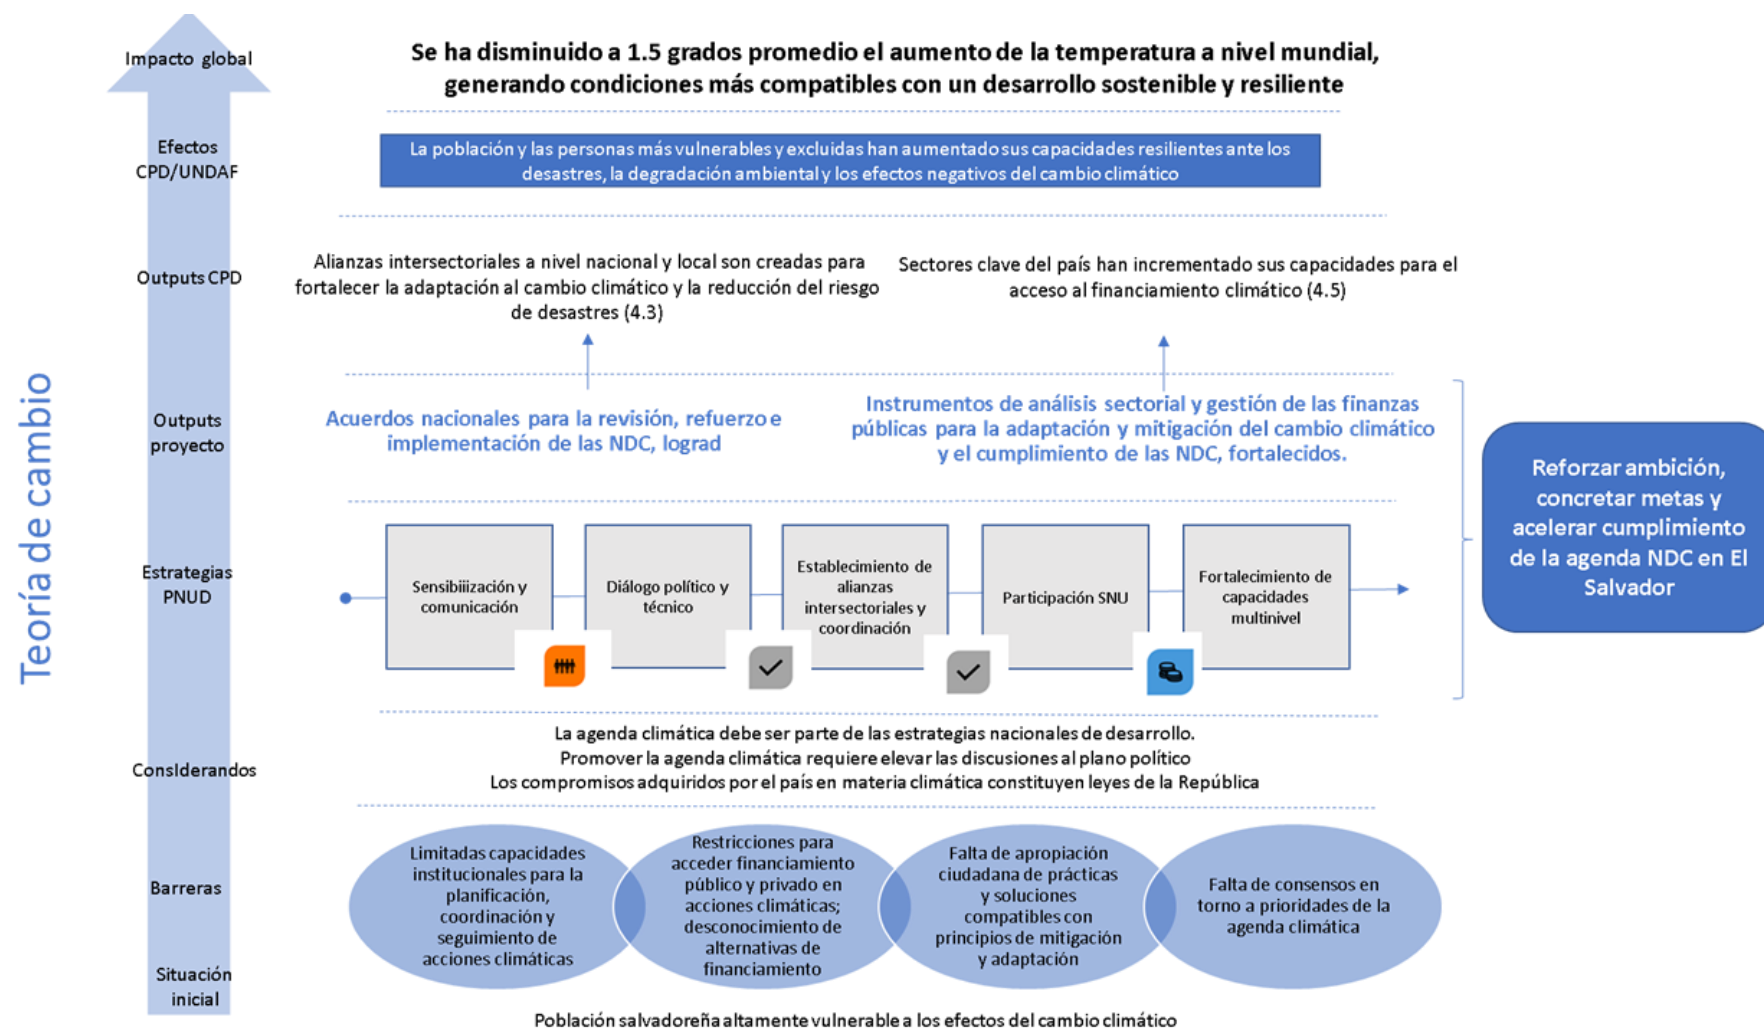 Teoría de cambio
Impacto global
Se ha disminuido a 1.5 grados promedio el aumento de la temperatura a nivel mundial,
generando condiciones más compatibles con un desarrollo sostenible y resiliente
Efectos
CPD/UNDAF
La población y las personas más vulnerables y excluidas han aumentado sus capacidades resilientes ante los
desastres, la degradación ambiental y los efectos negativos del cambio climático
Outputs CPD
Alianzas intersectoriales a nivel nacional y local son creadas para
fortalecer la adaptación al cambio climático y la reducción del riesgo
de desastres (4.3)
Sectores clave del país han incrementado sus capacidades para el
acceso al financiamiento climático (4.5)
Outputs
proyecto
Acuerdos nacionales para la revisión, refuerzo e
implementación de las NDC, lograd
Instrumentos de análisis sectorial y gestión de las finanzas
públicas para la adaptación y mitigación del cambio climático
y el cumplimiento de las NDC, fortalecidos.
Reforzar ambición,
concretar metas y
acelerar cumplimiento
de la agenda NDC en El
Salvador
Estrategias
PNUD
Sensibiiización y
comunicación
Diálogo político y
técnico
Establecimiento de
alianzas
intersectoriales y
coordinación
Participación SNU
Fortalecimiento de
capacidades
multinivel
Considerandos
La agenda climática debe ser parte de las estrategias nacionales de desarrollo.
Promover la agenda climática requiere elevar las discusiones al plano político
Los compromisos adquiridos por el país en materia climática constituyen leyes de la República
Barreras
Limitadas capacidades
institucionales para la
planificación,
coordinación y
seguimiento de
acciones climáticas
Restricciones para
acceder financiamiento
público y privado en
acciones climáticas;
desconocimiento de
alternativas de
financiamiento
Falta de apropiación
ciudadana de prácticas
y soluciones
compatibles con
principios de mitigación
y adaptación
Falta de consensos en
torno a prioridades de la
agenda climática
Situación
inicial
Población salvadoreña altamente vulnerable a los efectos del cambio climático